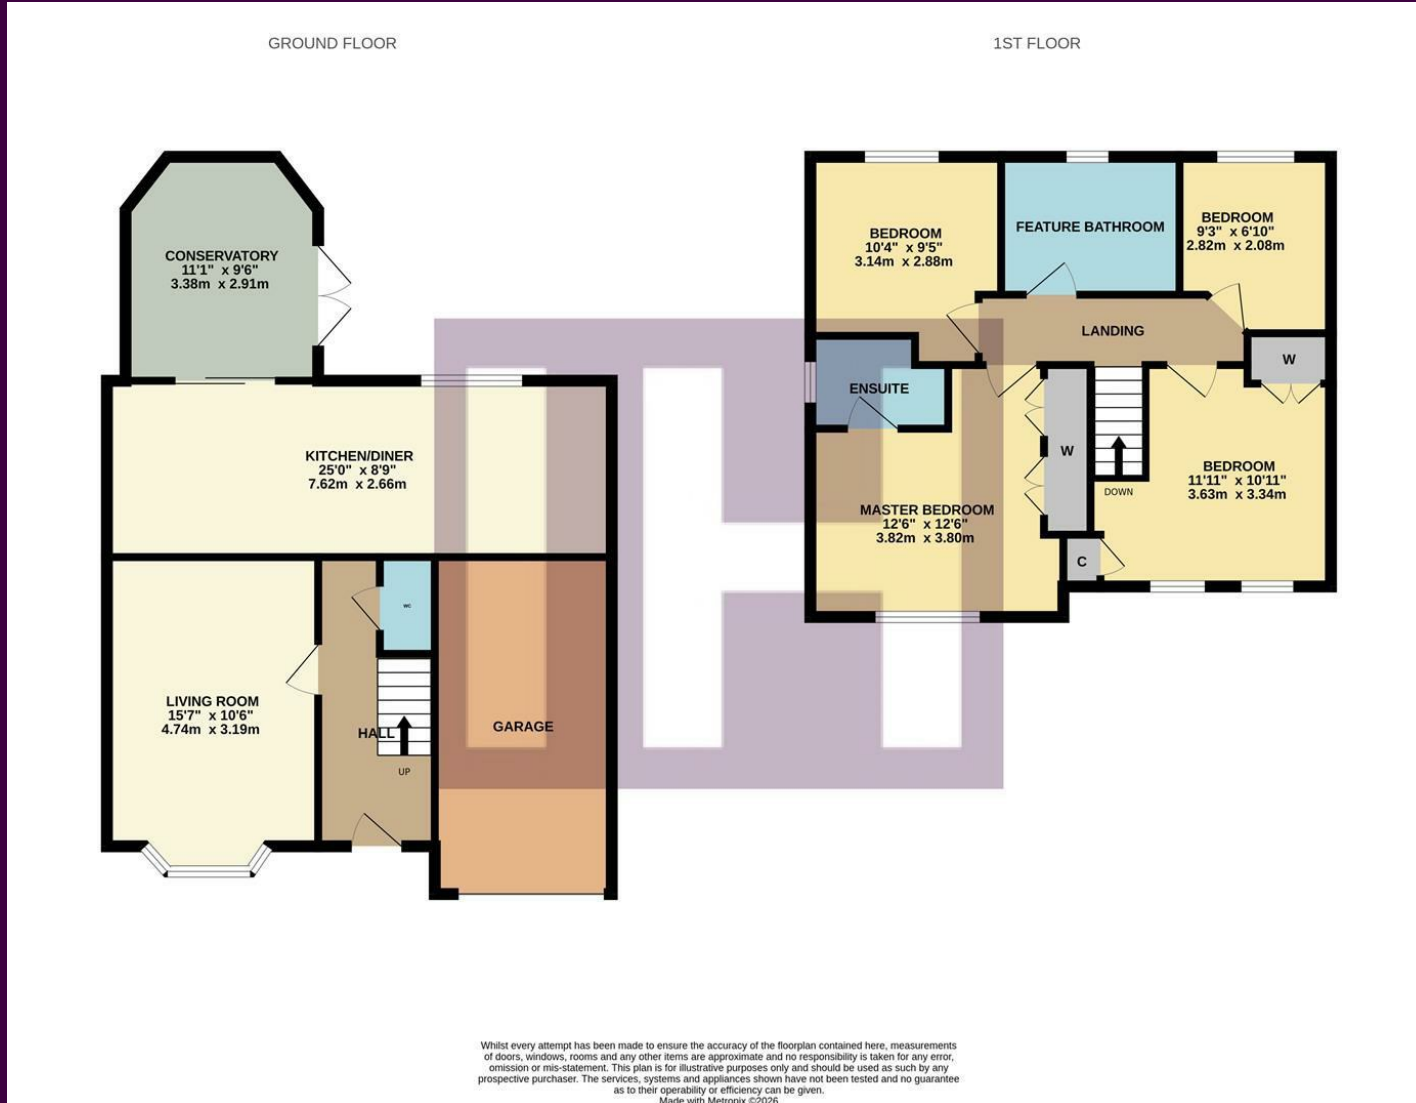 GROUND FLOOR
1ST FLOOR
CONSERVATORY
11'1" x 9'6"
3.38m x 2.91m
KITCHEN/DINER
25'0" x 8'9"
7.62m x 2.66m
LIVING ROOM
15'7" x 10'6"
4.74m x 3.19m
WC
HALL
UP
GARAGE
BEDROOM
10'4" x 9'5"
3.14m x 2.88m
FEATURE BATHROOM
BEDROOM
9'3" x 6'10"
2.82m x 2.08m
LANDING
W
ENSUITE
W
DOWN
BEDROOM
11'11" x 10'11"
3.63m x 3.34m
MASTER BEDROOM
12'6" x 12'6"
3.82m x 3.80m
C
Whilst every attempt has been made to ensure the accuracy of the floorplan contained here, measurements
of doors, windows, rooms and any other items are approximate and no responsibility is taken for any error,
omission or mis-statement. This plan is for illustrative purposes only and should be used as such by any
prospective purchaser. The services, systems and appliances shown have not been tested and no guarantee
as to their operability or efficiency can be given.
Made with Metropix ©2026